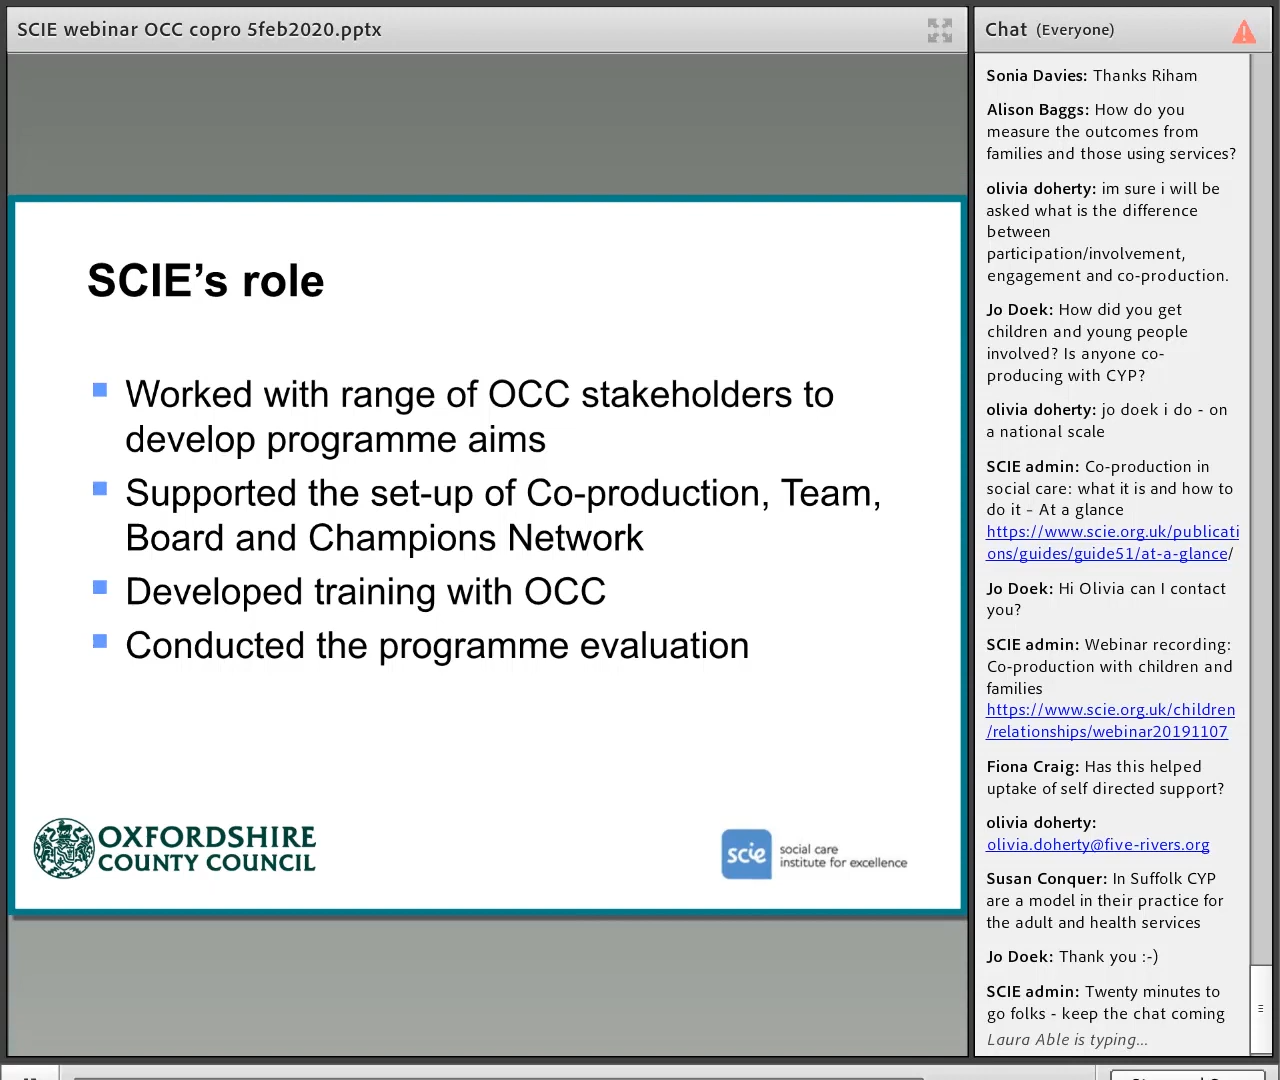 SCIE webinar OCC copro 5feb2020.pptx
SCIE's role
Worked with range of OCC stakeholders to
develop programme aims
Supported the set-up of Co-production, Team,
Board and Champions Network
Developed training with OCC
Conducted the programme evaluation
OXFORDSHIRE
COUNTY COUNCIL
scie
social care
institute for excellence
Chat (Everyone)
Sonia Davies: Thanks Riham
Alison Baggs: How do you
measure the outcomes from
families and those using services?
olivia doherty: im sure i will be
asked what is the difference
between
participation/involvement,
engagement and co-production.
Jo Doek: How did you get
children and young people
involved? Is anyone co-
producing with CYP?
olivia doherty: jo doek i do - on
a national scale
SCIE admin: Co-production in
social care: what it is and how to
do it – At a glance
https://www.scie.org.uk/publicati
ons/guides/guide51/at-a-glance/
Jo Doek: Hi Olivia can I contact
you?
SCIE admin: Webinar recording:
Co-production with children and
families
https://www.scie.org.uk/children
/relationships/webinar20191107
Fiona Craig: Has this helped
uptake of self directed support?
olivia doherty:
olivia.doherty@five-rivers.org
Susan Conquer: In Suffolk CYP
are a model in their practice for
the adult and health services
Jo Doek: Thank you :-)
SCIE admin: Twenty minutes to
go folks - keep the chat coming
Laura Able is typing...